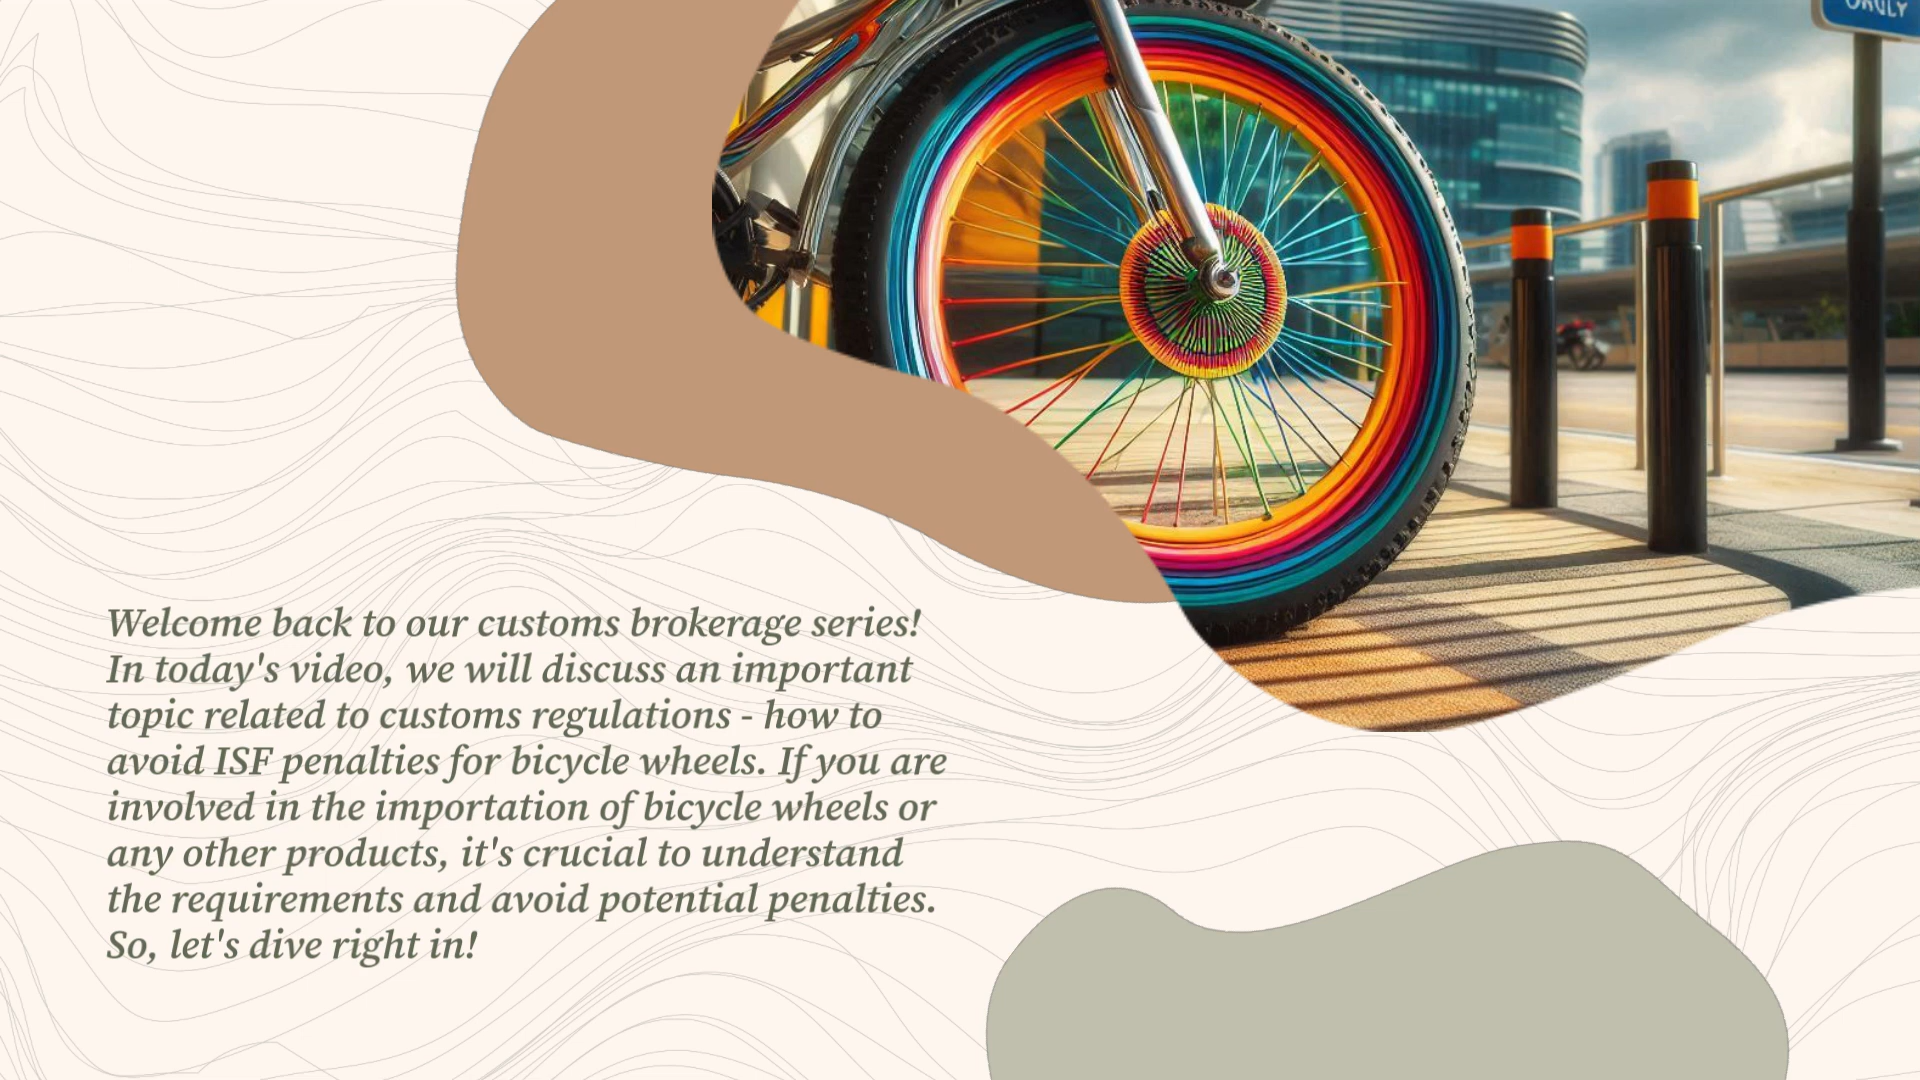 Welcome back to our customs brokerage series!
In today's video, we will discuss an important
topic related to customs regulations - how to
avoid ISF penalties for bicycle wheels. If you are
involved in the importation of bicycle wheels or
any other products, it's crucial to understand
the requirements and avoid potential penalties.
So, let's dive right in!